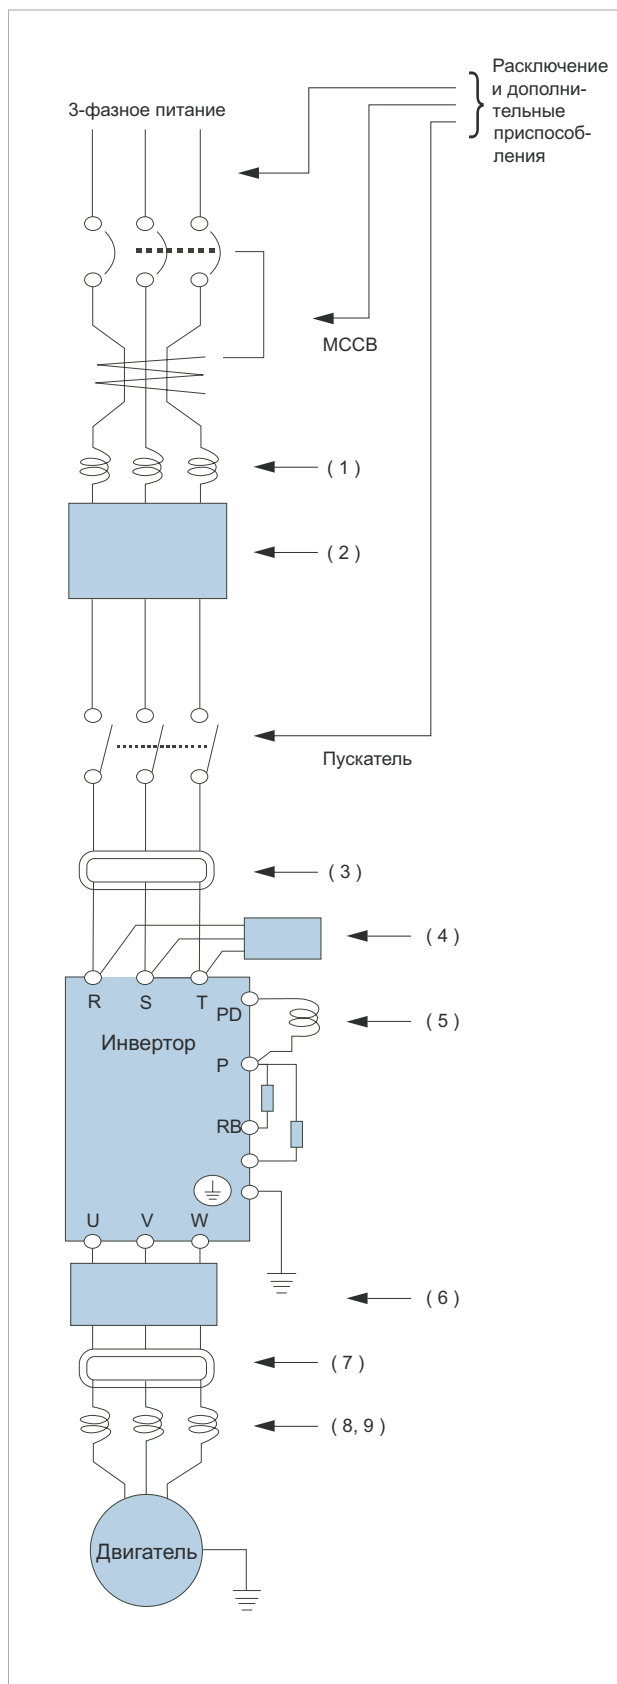 Расключение
и дополни-
тельные
приспособ-
ления
3-фазное питание
МССВ
( 1 )
( 2 )
Пускатель
( 3 )
( 4 )
R S T
PD
( 5 )
Инвертор
P
RB
U V W
( 6 )
( 7 )
( 8, 9 )
Двигатель